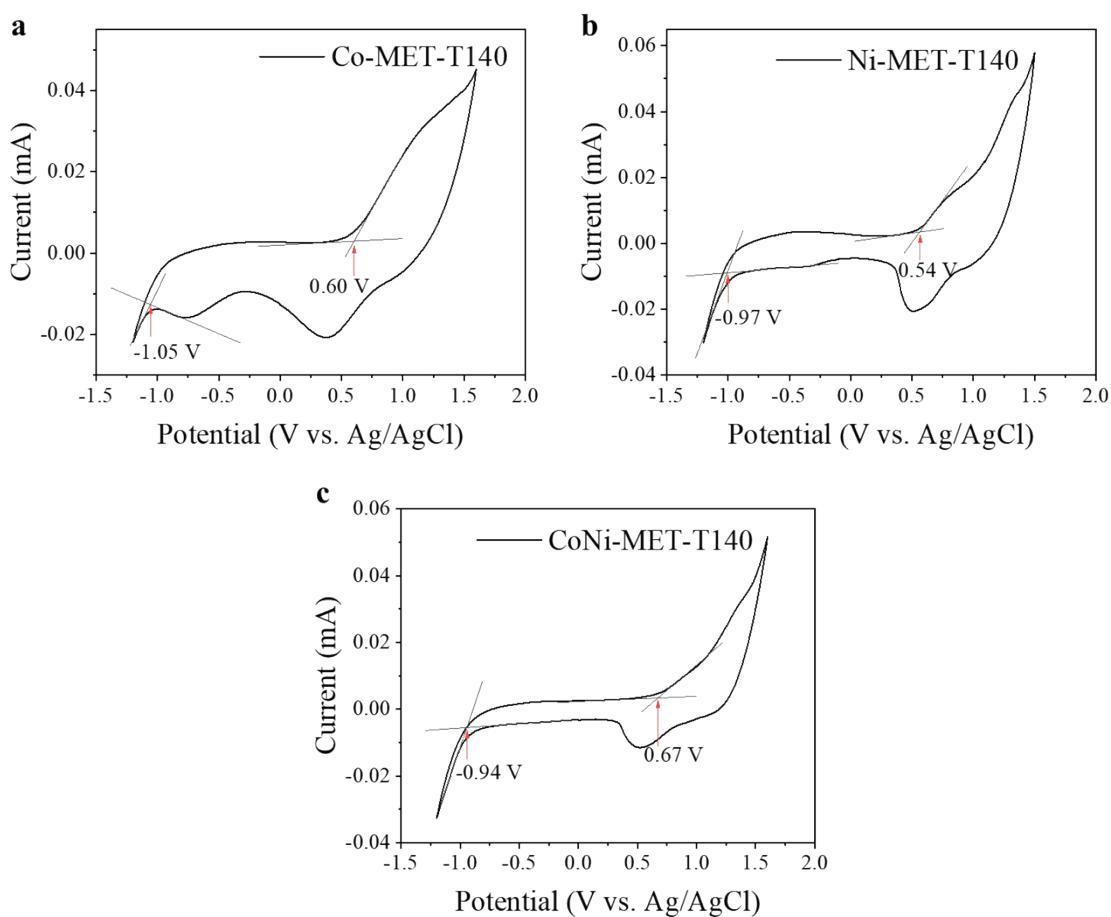 a
Co-MET-T140
Current (mA)
0.04
0.02
0.00
-0.02
0.60 V
-1.05 V
-1.5 -1.0 -0.5 0.0 0.5 1.0 1.5 2.0
Potential (V vs. Ag/AgCl)
b
Ni-MET-T140
Current (mA)
0.06
0.04
0.02
0.00
-0.02
-0.04
0.54 V
-0.97 V
-1.5 -1.0 -0.5 0.0 0.5 1.0 1.5 2.0
Potential (V vs. Ag/AgCl)
c
CoNi-MET-T140
Current (mA)
0.06
0.04
0.02
0.00
-0.02
-0.04
0.67 V
-0.94 V
-1.5 -1.0 -0.5 0.0 0.5 1.0 1.5 2.0
Potential (V vs. Ag/AgCl)